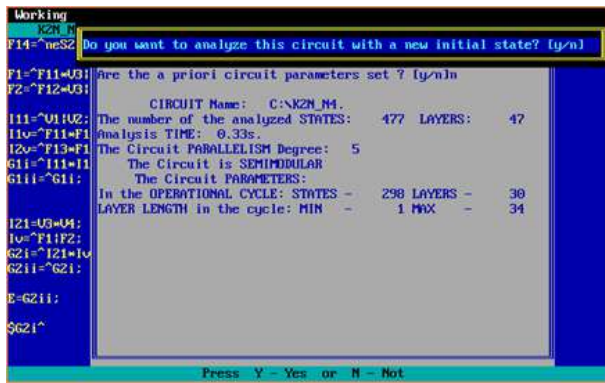 Working
K2N_N
F14=^neS2 Do you want to analyze this circuit with a new initial state? [y/n]
F1=^F11*U3| Are the a priori circuit parameters set ? [y/n]n
F2=^F12*U3|
CIRCUIT Name: C:\K2N_N4.
I11=^U1|U2; The number of the analyzed STATES: 477 LAYERS: 47
I1v=^F11*F1 Analysis TIME: 0.33s.
I2v=^F13*F1 The Circuit PARALLELISM Degree: 5
G1i=^I11*I1 The Circuit is SEMIMODULAR
G1ii=^G1i; The Circuit PARAMETERS:
In the OPERATIONAL CYCLE: STATES - 298 LAYERS - 30
I21=U3*U4; LAYER LENGTH in the cycle: MIN - 1 MAX - 34
Iv=^F1|F2;
G2i=^I21*Iv
G2ii=^G2i;
E=G2ii;
$G2i^
Press Y - Yes or N - Not